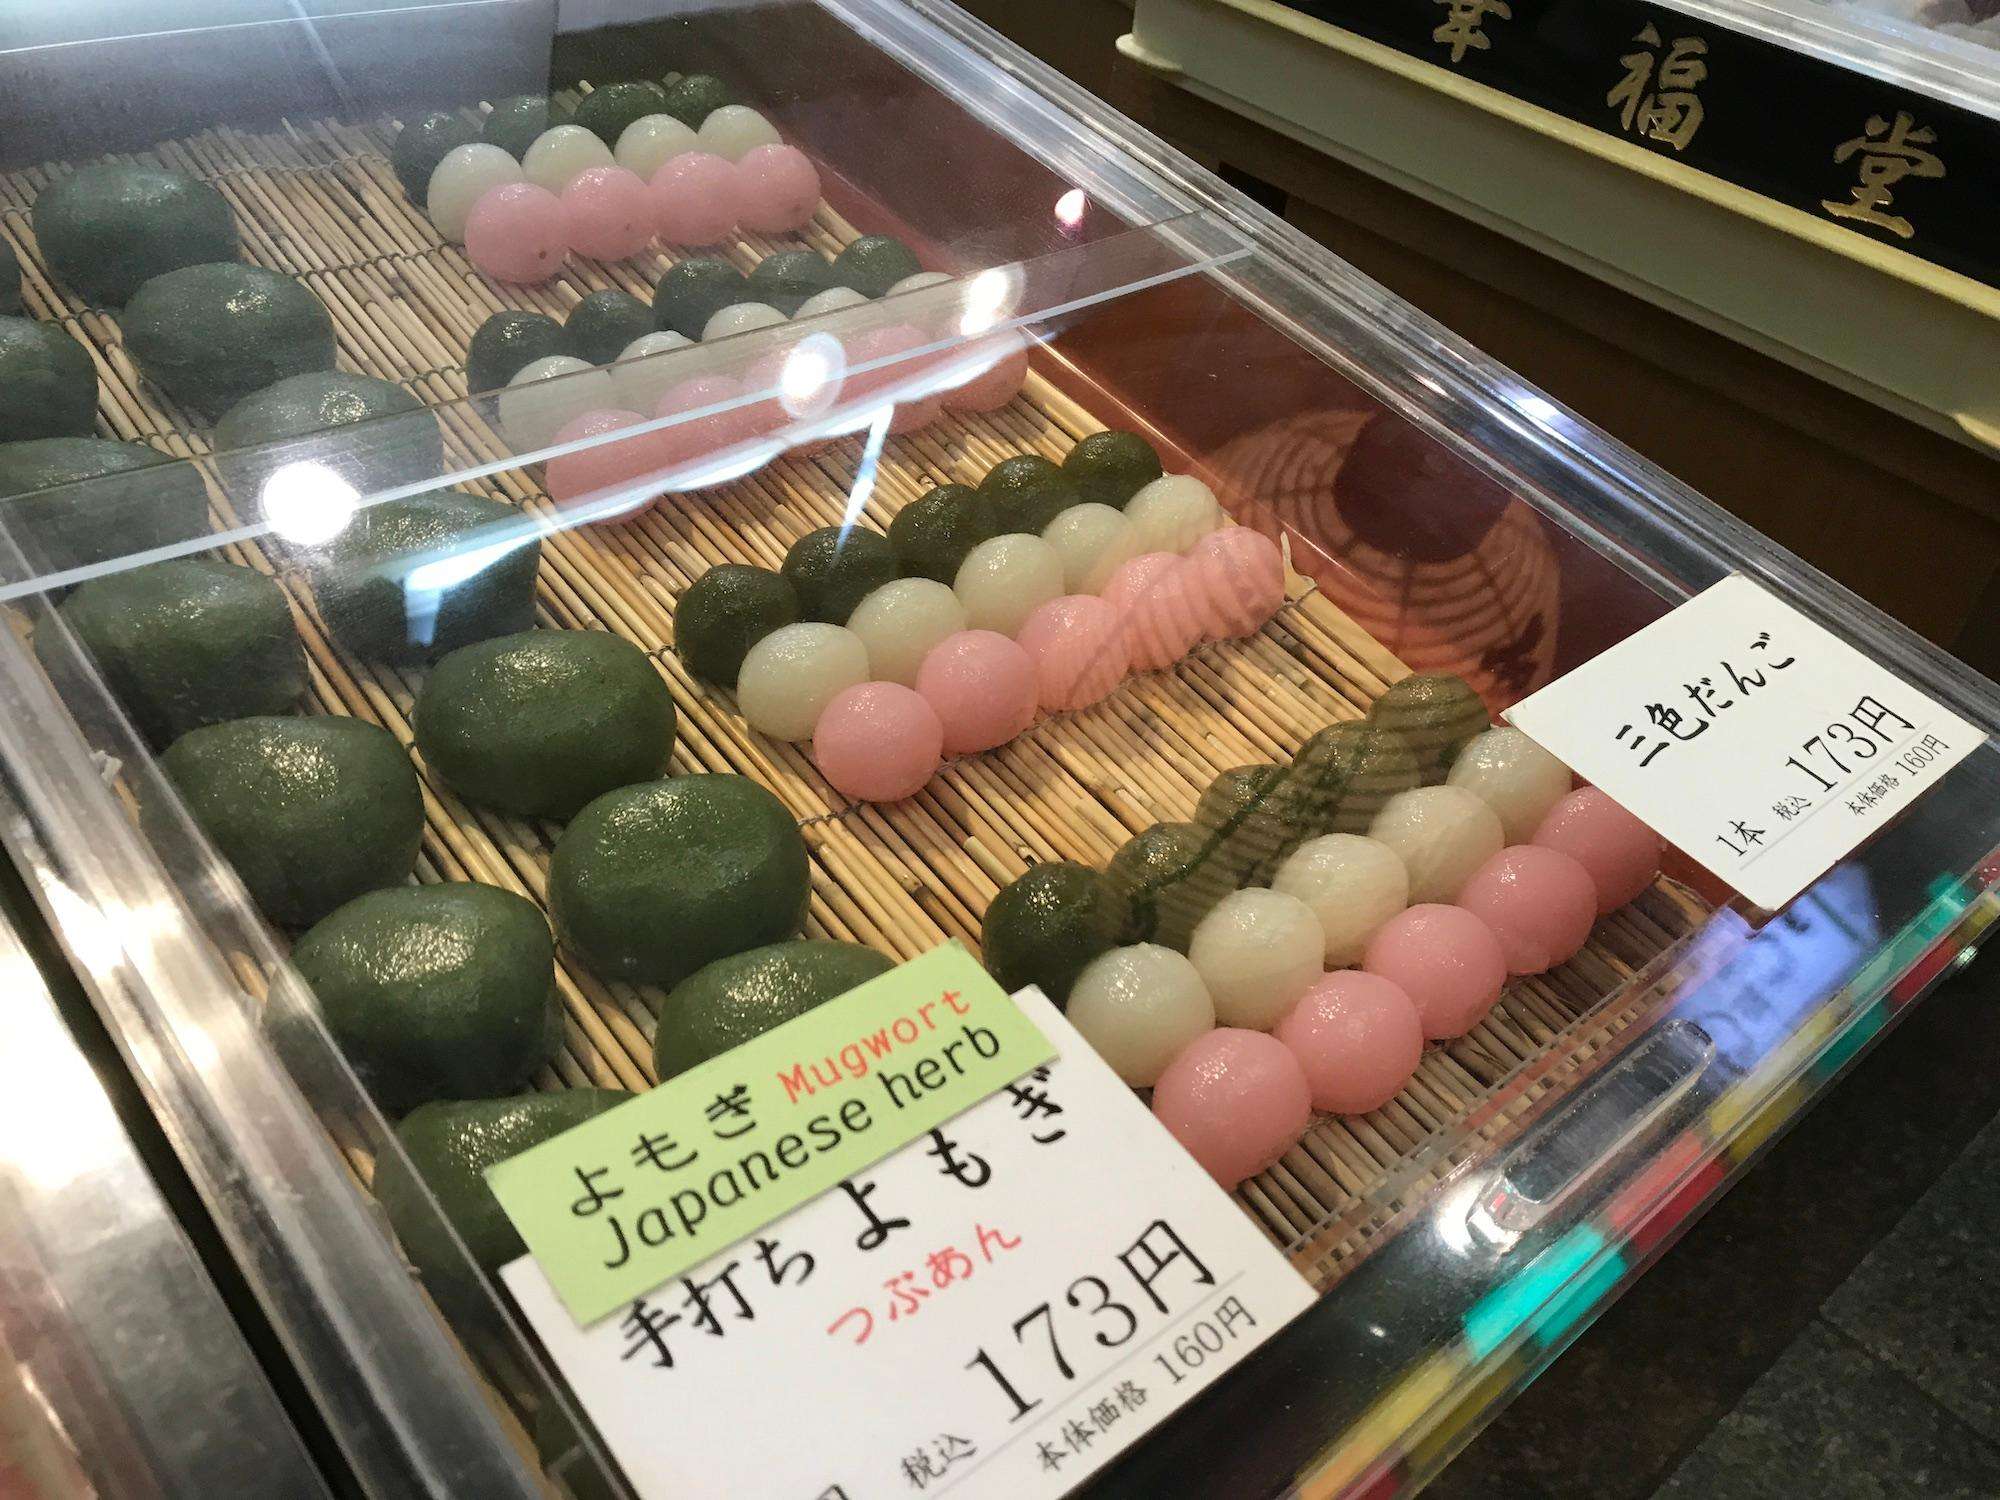 幸福堂
三色だんご
1本 税込 173円
本体価格 160円
よもぎ Mugwort
Japanese herb
手打ちよもぎ
つぶあん
税込 173円
本体価格 160円